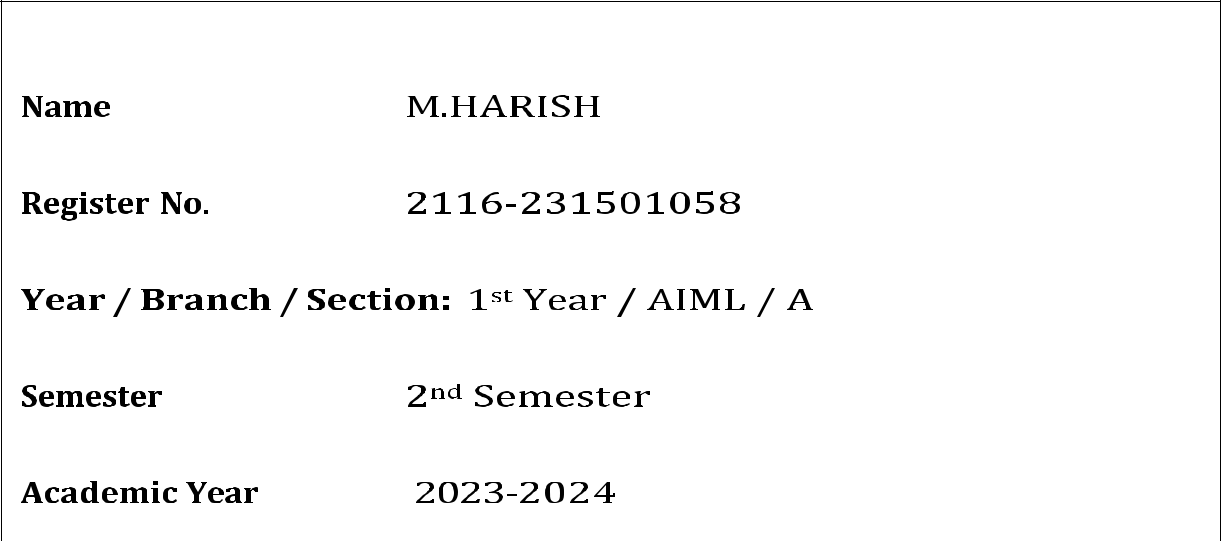 Name M.HARISH
Register No. 2116-231501058
Year / Branch / Section: 1st Year / AIML / A
Semester 2nd Semester
Academic Year 2023-2024